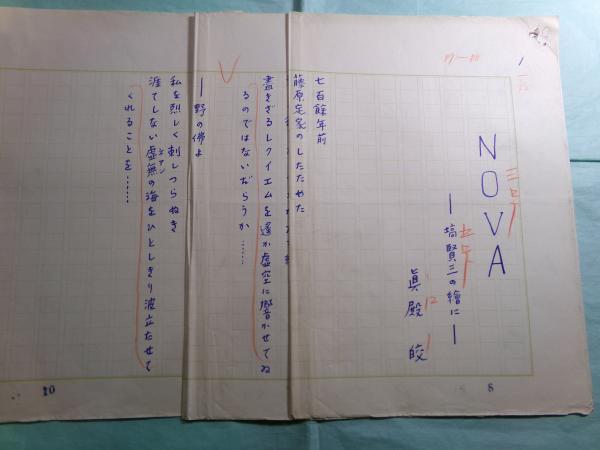 NOVA
― 塙賢三の繪に ―
眞殿 皎
七百餘年前
藤原定家のしたためた
書きざるレクイエムを遥か虚空に響かせてゐ
るのではないだらうか……
― 野の佛よ
私を烈しく刺しつらぬき
涯てしない虚無の海をひとしきり波立たせて
くれることを……
8
10